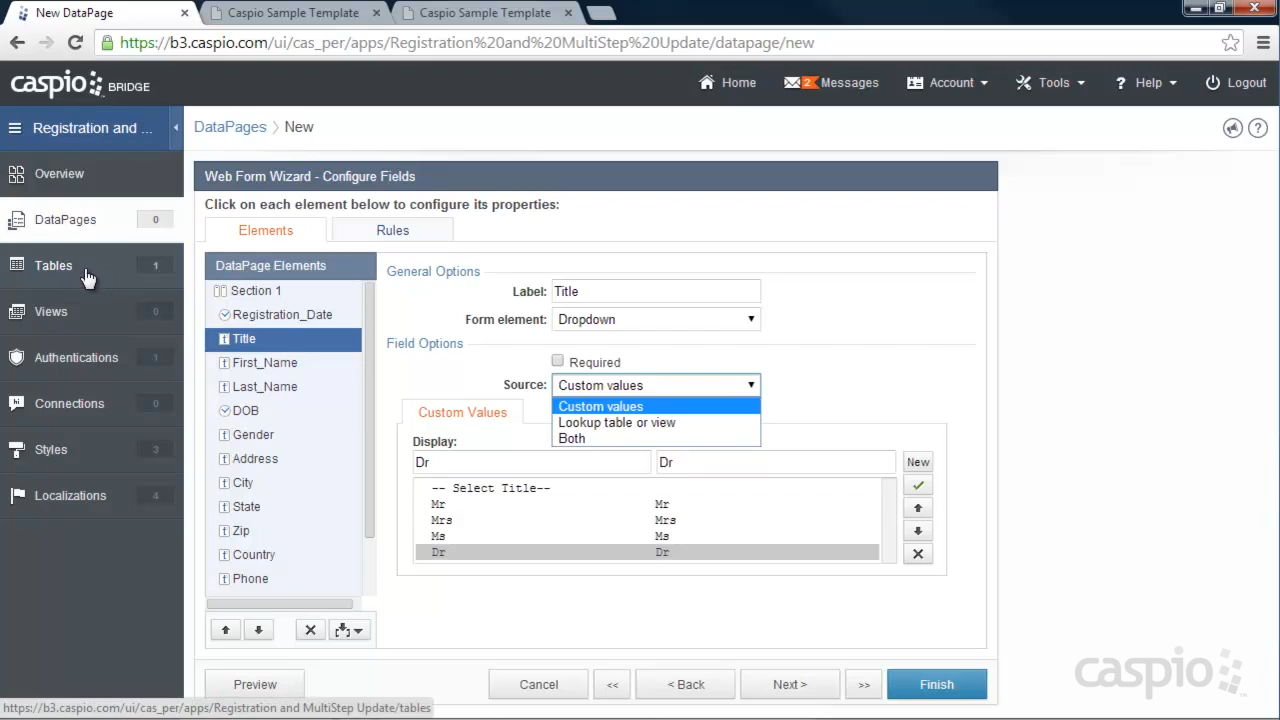 New DataPage
Caspio Sample Template
Caspio Sample Template
https://b3.caspio.com/ui/cas_per/apps/Registration%20and%20MultiStep%20Update/datapage/new
caspio BRIDGE
Home
2 Messages
Account
Tools
? Help
Logout
Registration and ...
DataPages > New
?
Overview
DataPages 0
Tables 1
Views 0
Authentications 1
Connections 0
Styles 3
Localizations 4
Web Form Wizard - Configure Fields
Click on each element below to configure its properties:
Elements
Rules
DataPage Elements
Section 1
Registration_Date
Title
First_Name
Last_Name
DOB
Gender
Address
City
State
Zip
Country
Phone
General Options
Label: Title
Form element: Dropdown
Field Options
Required
Source: Custom values
Custom values
Lookup table or view
Both
Custom Values
Display:
Dr Dr New
-- Select Title--
Mr Mr
Mrs Mrs
Ms Ms
Dr Dr
Preview
Cancel
<<
< Back
Next >
>>
Finish
caspio
https://b3.caspio.com/ui/cas_per/apps/Registration and MultiStep Update/tables